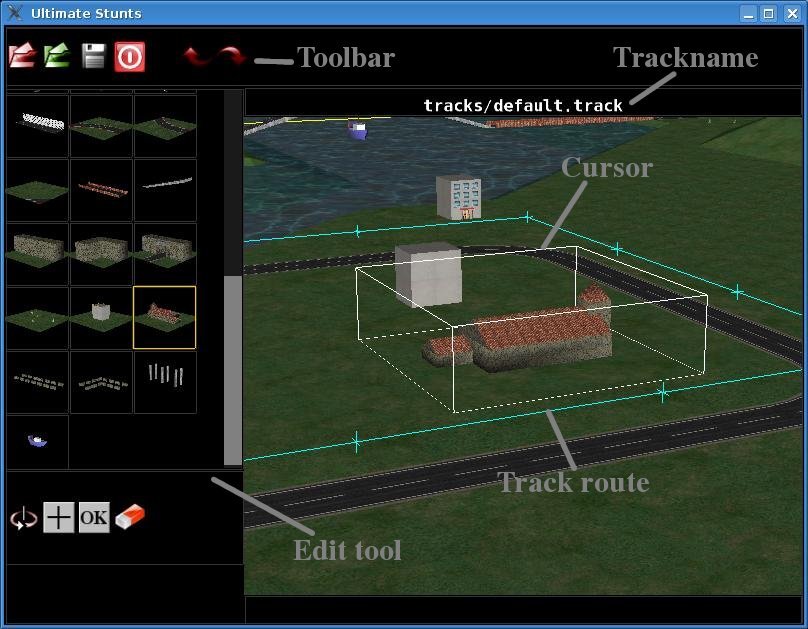 Ultimate Stunts
Toolbar
Trackname
tracks/default.track
Cursor
Track route
OK
Edit tool